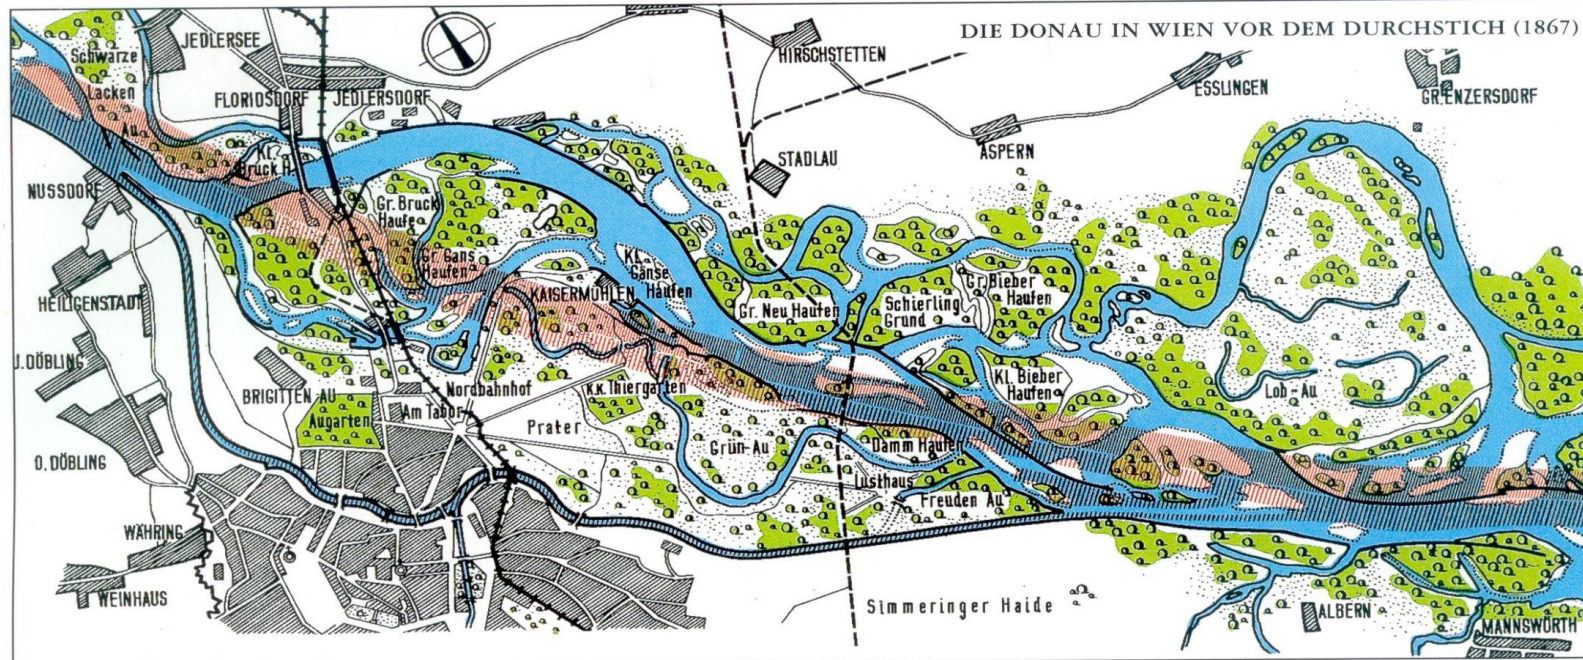 DIE DONAU IN WIEN VOR DEM DURCHSTICH (1867)
JEDLERSEE
Schwarze
Lacken
Au
FLORIDSDORF
JEDLERSDORF
HIRSCHSTETTEN
ESSLINGEN
GR. ENZERSDORF
ASPERN
STADLAU
KL.
Bruck H.
NUSSDORF
Gr. Bruck
Haufe
Gr. Gans
Haufen
KL.
Gänse
Haufen
KAISERMÜHLEN
Gr. Neu Haufen
Schierling
Grund
Gr. Bieber
Haufen
HEILIGENSTADT
U. DÖBLING
BRIGITTEN-AU
Nordbahnhof
Am Tabor
Augarten
K.K. Thiergarten
Kl. Bieber
Haufen
Lob-Au
Prater
Grün-Au
Damm Haufen
Lusthaus
Freuden Au
O. DÖBLING
WÄHRING
WEINHAUS
Simmeringer Haide
ALBERN
MANNSWÖRTH